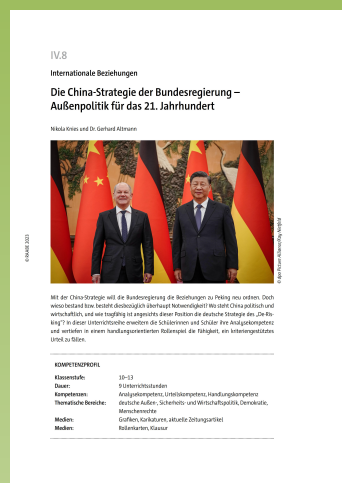 IV.8
Internationale Beziehungen
Die China-Strategie der Bundesregierung –
Außenpolitik für das 21. Jahrhundert
Nikola Knies und Dr. Gerhard Altmann
© RAABE 2023
© dpa Picture Alliance/Kay Nietfeld
Mit der China-Strategie will die Bundesregierung die Beziehungen zu Peking neu ordnen. Doch
wieso bestand bzw. besteht diesbezüglich überhaupt Notwendigkeit? Wo steht China politisch und
wirtschaftlich, und wie tragfähig ist angesichts dieser Position die deutsche Strategie des „De-Ris-
king“? In dieser Unterrichtsreihe erweitern die Schülerinnen und Schüler ihre Analysekompetenz
und vertiefen in einem handlungsorientierten Rollenspiel die Fähigkeit, ein kriteriengestütztes
Urteil zu fällen.
KOMPETENZPROFIL
Klassenstufe: 10–13
Dauer: 9 Unterrichtsstunden
Kompetenzen: Analysekompetenz, Urteilskompetenz, Handlungskompetenz
Thematische Bereiche: deutsche Außen-, Sicherheits- und Wirtschaftspolitik, Demokratie,
Menschenrechte
Medien: Grafiken, Karikaturen, aktuelle Zeitungsartikel
Medien: Rollenkarten, Klausur